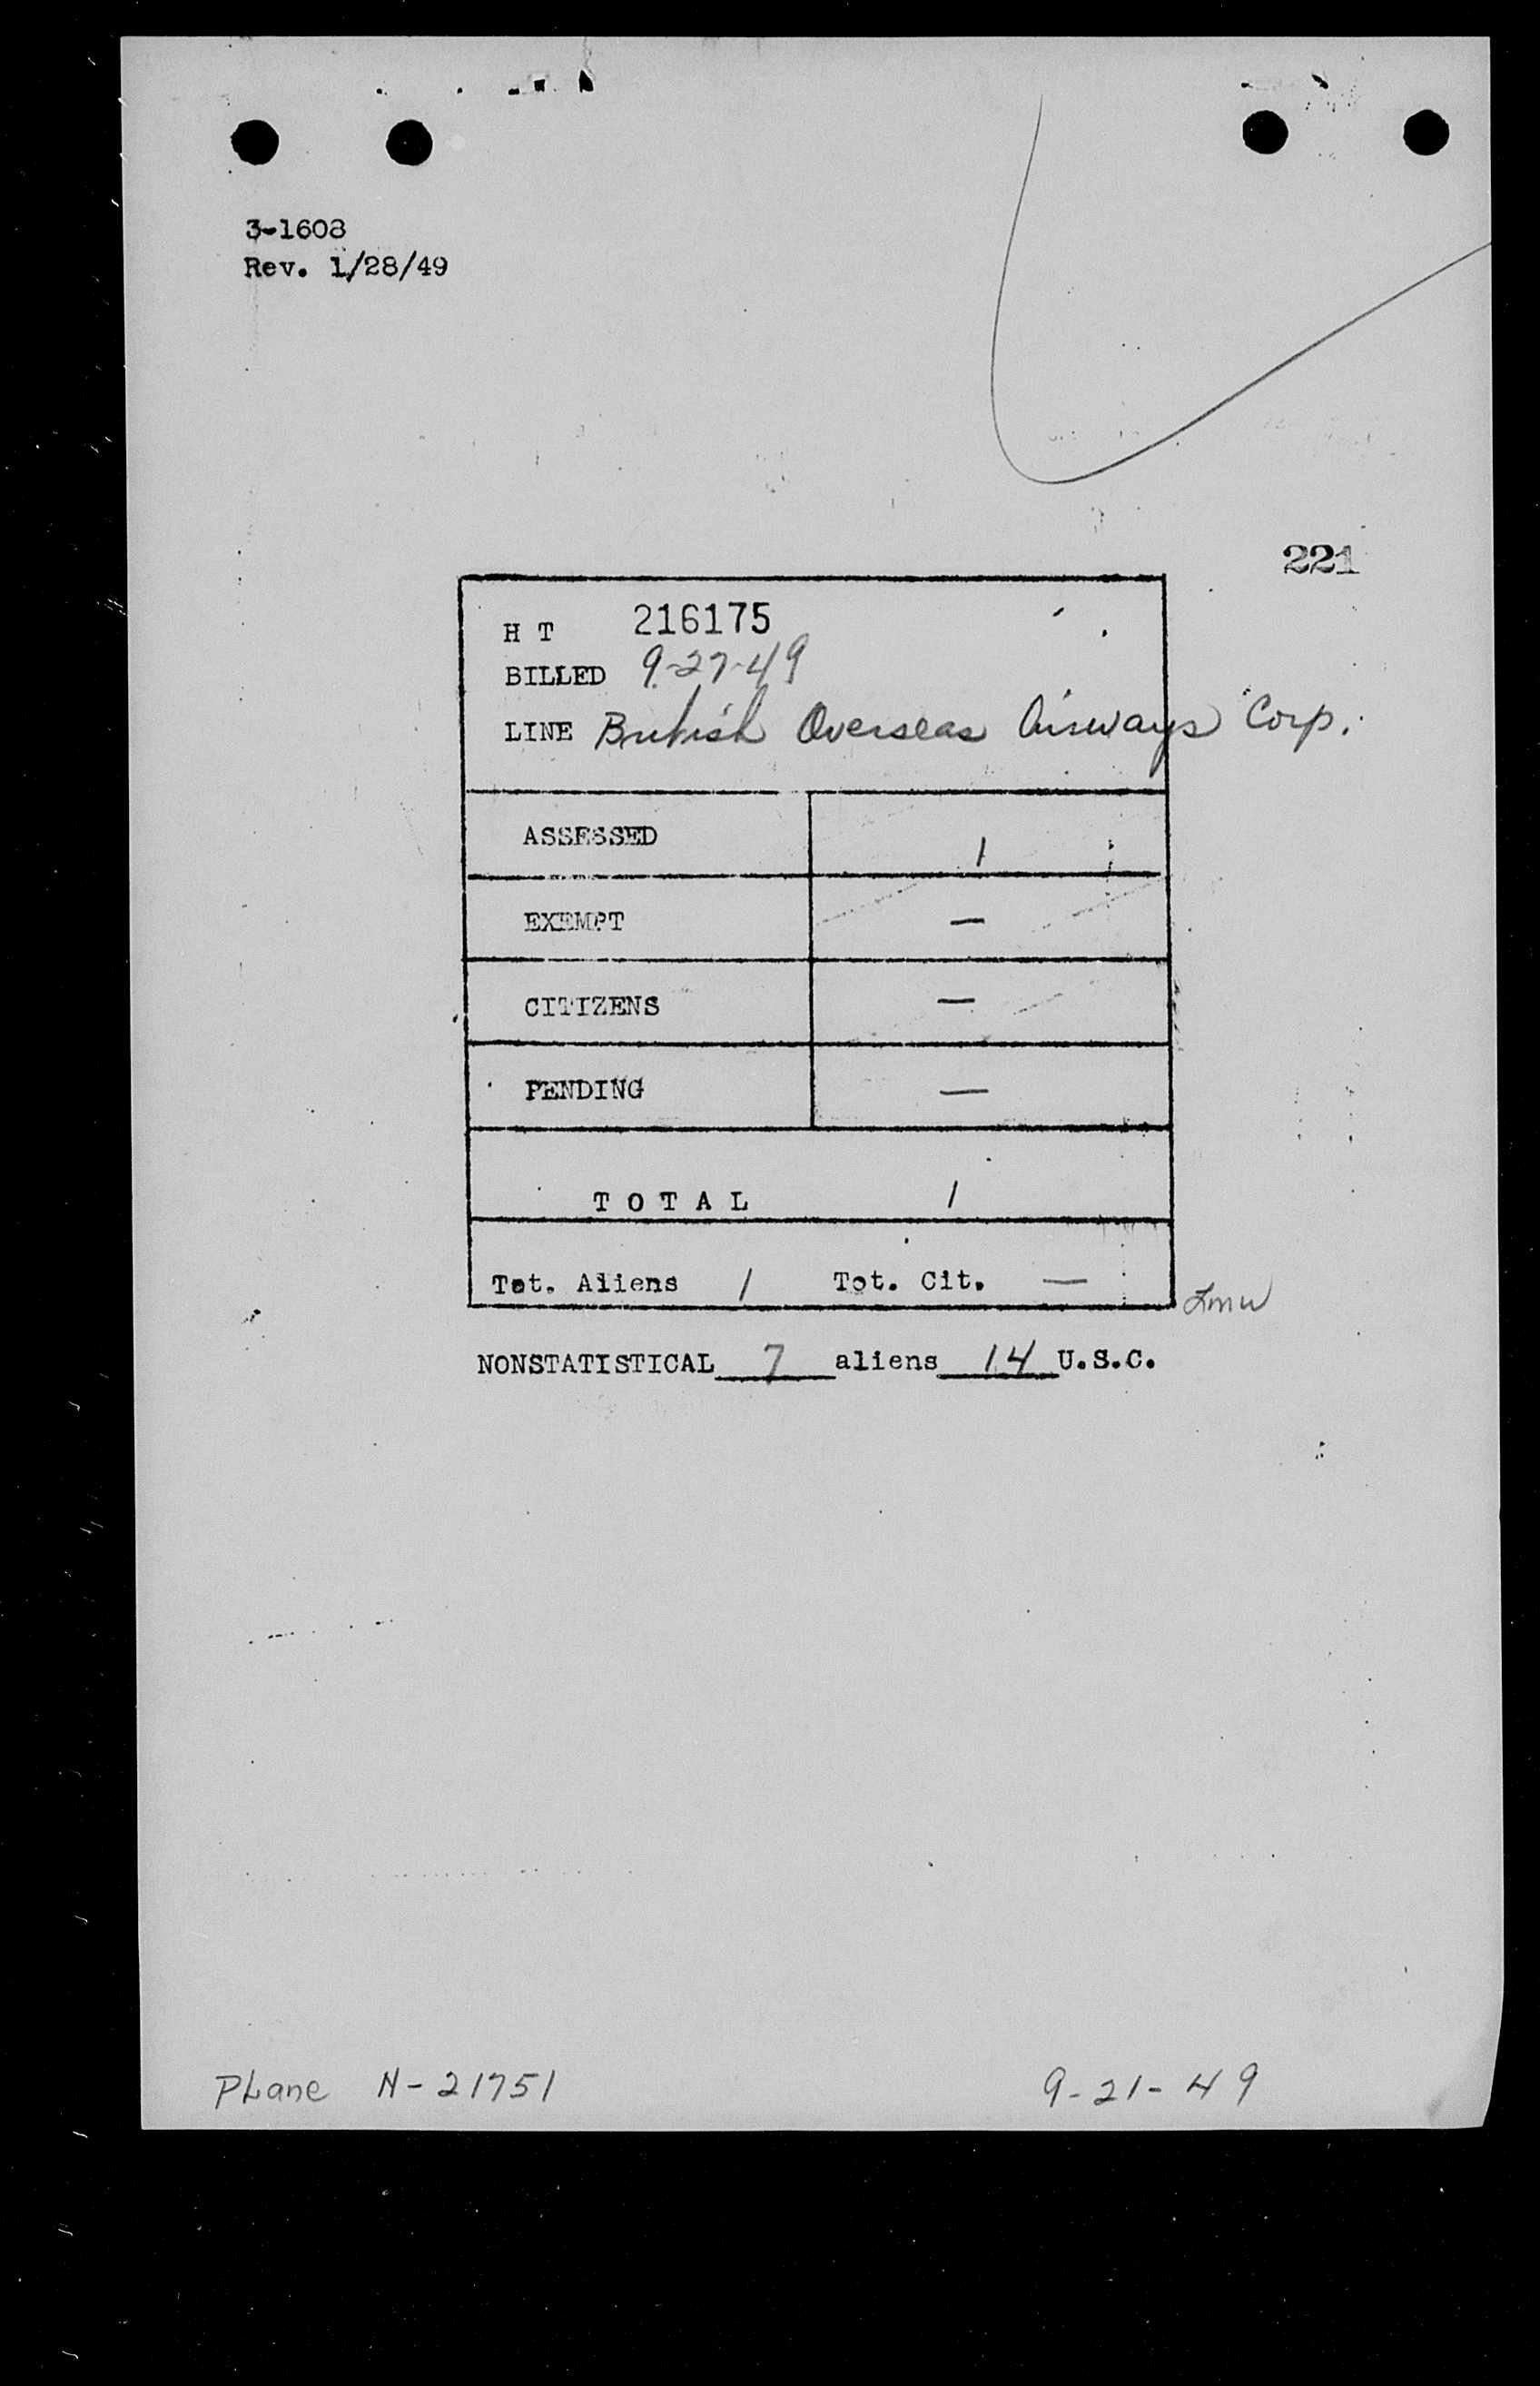 3-1608
Rev. 1/28/49
221
H T 216175
BILLED 9-27-49
LINE British Overseas Airways Corp.
ASSESSED 1
EXEMPT —
CITIZENS —
PENDING —
T O T A L 1
Tot. Aliens 1 Tot. Cit. —
Lmw
NONSTATISTICAL 7 aliens 14 U.S.C.
Plane N-21751 9-21-49